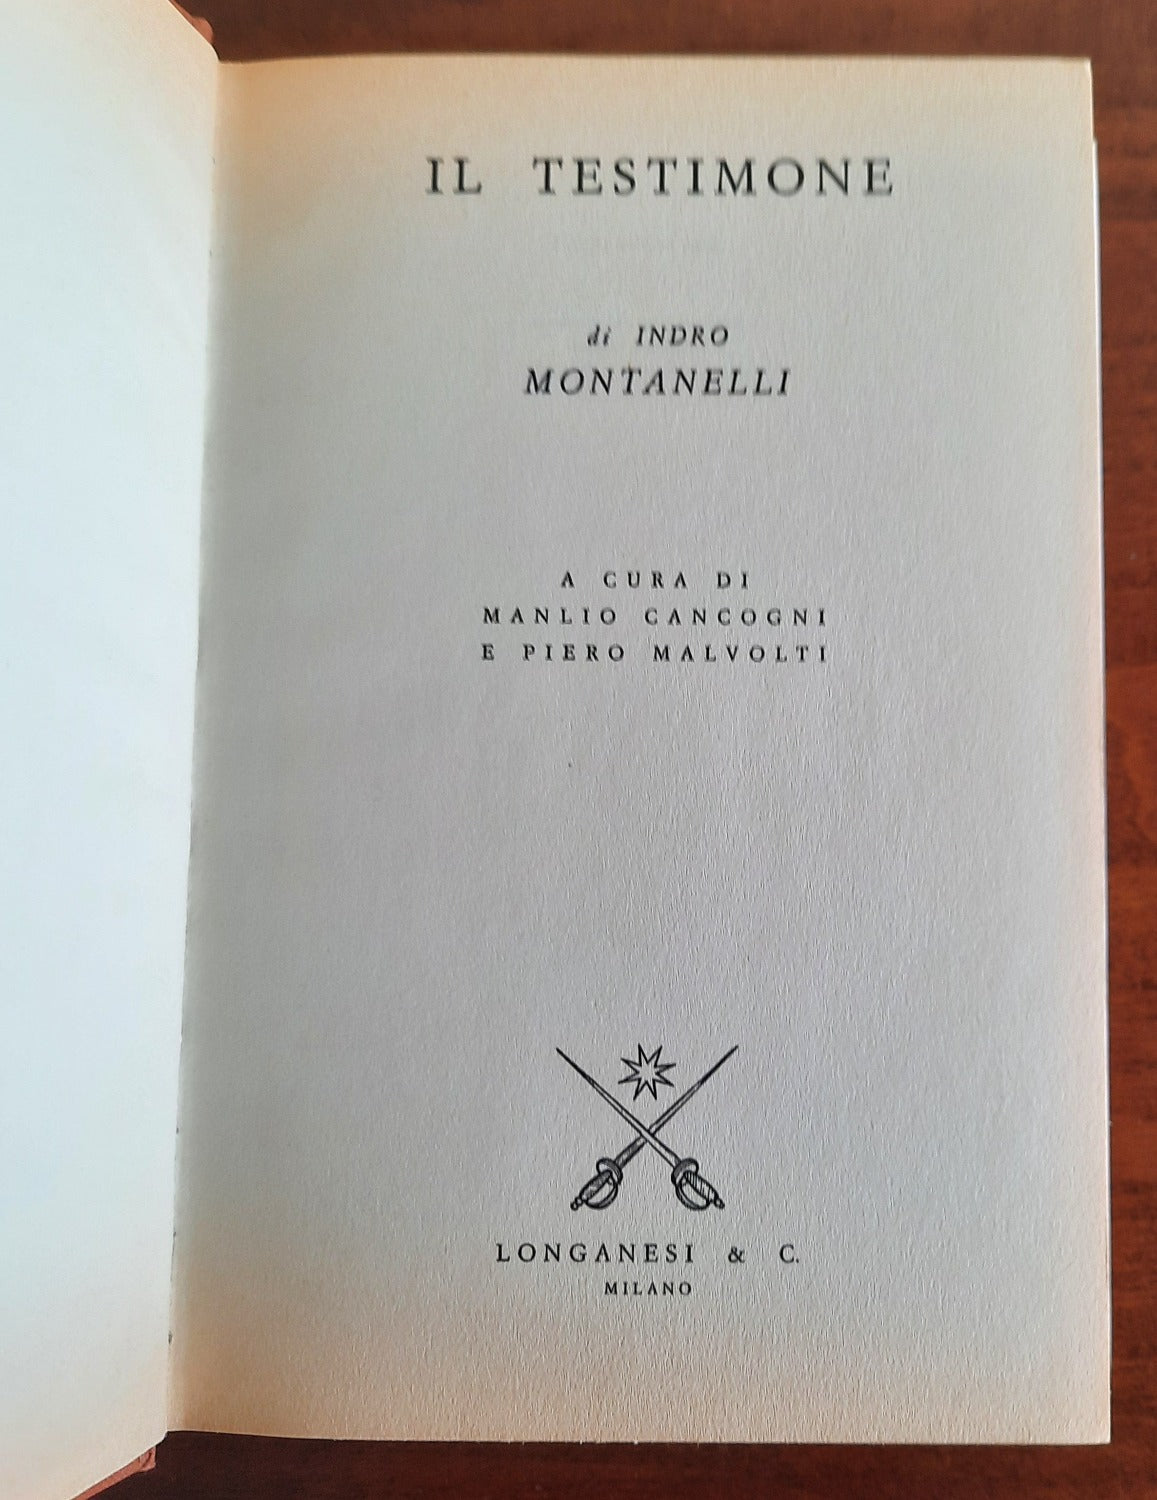 IL TESTIMONE
di INDRO
MONTANELLI
A CURA DI
MANLIO CANCOGNI
E PIERO MALVOLTI
LONGANESI & C.
MILANO